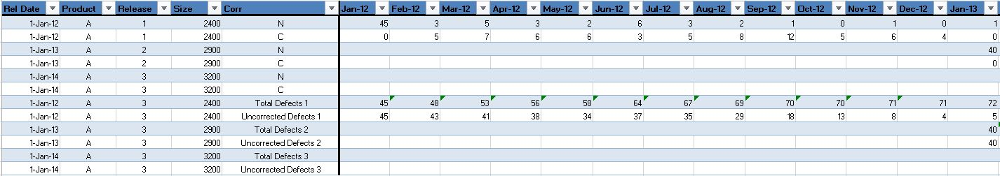 Rel Date Product Release Size Corr Jan-12 Feb-12 Mar-12 Apr-12 May-12 Jun-12 Jul-12 Aug-12 Sep-12 Oct-12 Nov-12 Dec-12 Jan-13
1-Jan-12 A 1 2400 N 45 3 5 3 2 6 3 2 1 0 1 0 1
1-Jan-12 A 1 2400 C 0 5 7 6 6 3 5 8 12 5 6 4 0
1-Jan-13 A 2 2900 N 40
1-Jan-13 A 2 2900 C 0
1-Jan-14 A 3 3200 N
1-Jan-14 A 3 3200 C
1-Jan-12 A 3 2400 Total Defects 1 45 48 53 56 58 64 67 69 70 70 71 71 72
1-Jan-12 A 3 2400 Uncorrected Defects 1 45 43 41 38 34 37 35 29 18 13 8 4 5
1-Jan-13 A 3 2900 Total Defects 2 40
1-Jan-13 A 3 2900 Uncorrected Defects 2 40
1-Jan-14 A 3 3200 Total Defects 3
1-Jan-14 A 3 3200 Uncorrected Defects 3